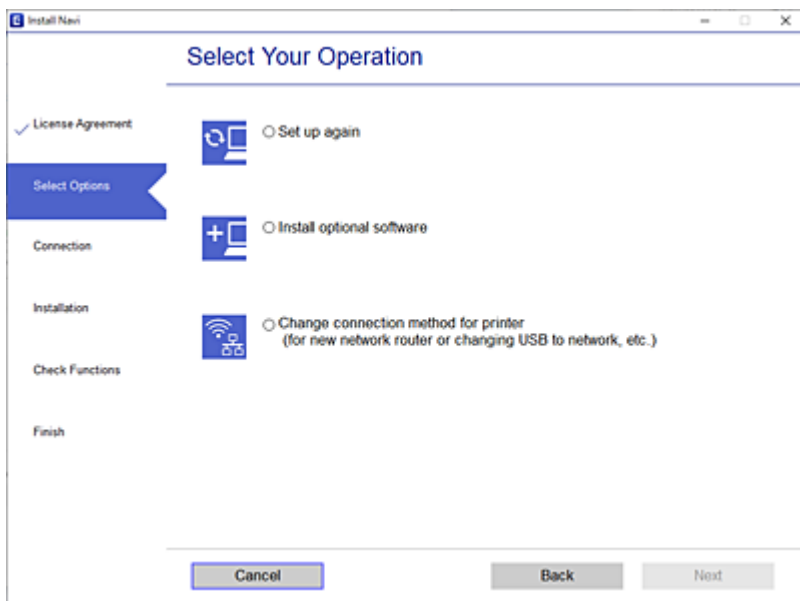 Install Navi
Select Your Operation
License Agreement
Select Options
Connection
Installation
Check Functions
Finish
Set up again
Install optional software
Change connection method for printer
(for new network router or changing USB to network, etc.)
Cancel
Back
Next